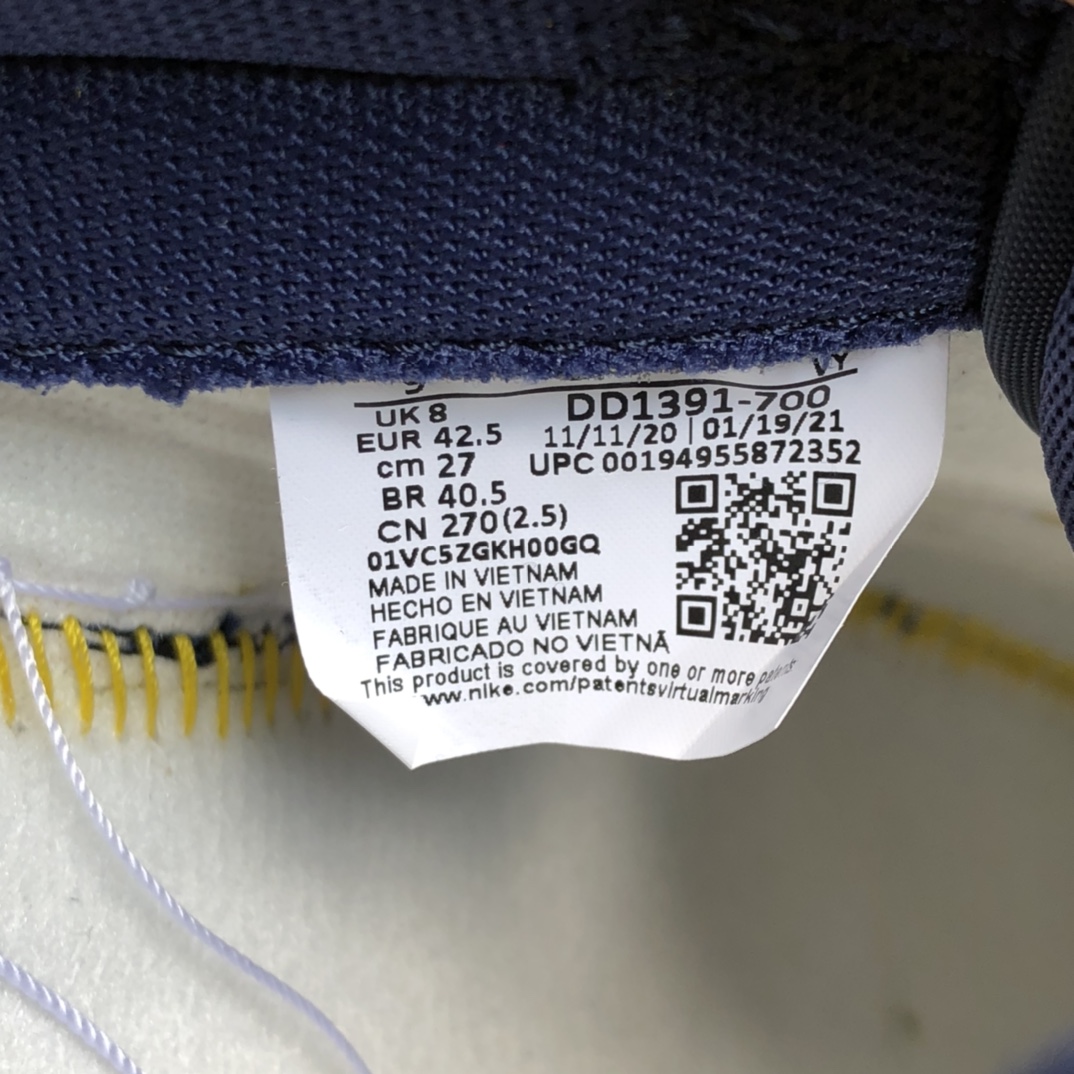 9 VY
UK 8 DD1391-700
EUR 42.5 11/11/20 | 01/19/21
cm 27 UPC 00194955872352
BR 40.5
CN 270(2.5)
01VC5ZGKH00GQ
MADE IN VIETNAM
HECHO EN VIETNAM
FABRIQUE AU VIETNAM
FABRICADO NO VIETNÃ
This product is covered by one or more patents
www.nike.com/patentsvirtualmarking